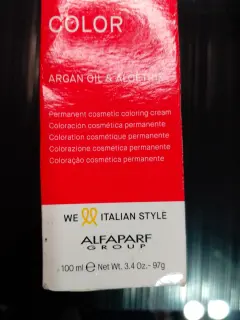 COLOR
ARGAN OIL & ALOETRIX
Permanent cosmetic coloring cream
Coloración cosmética permanente
Coloration cosmétique permanente
Colorazione cosmetica permanente
Coloração cosmética permanente
WE ITALIAN STYLE
ALFAPARF
GROUP
100 ml ℮ Net Wt. 3.4 Oz.- 97g